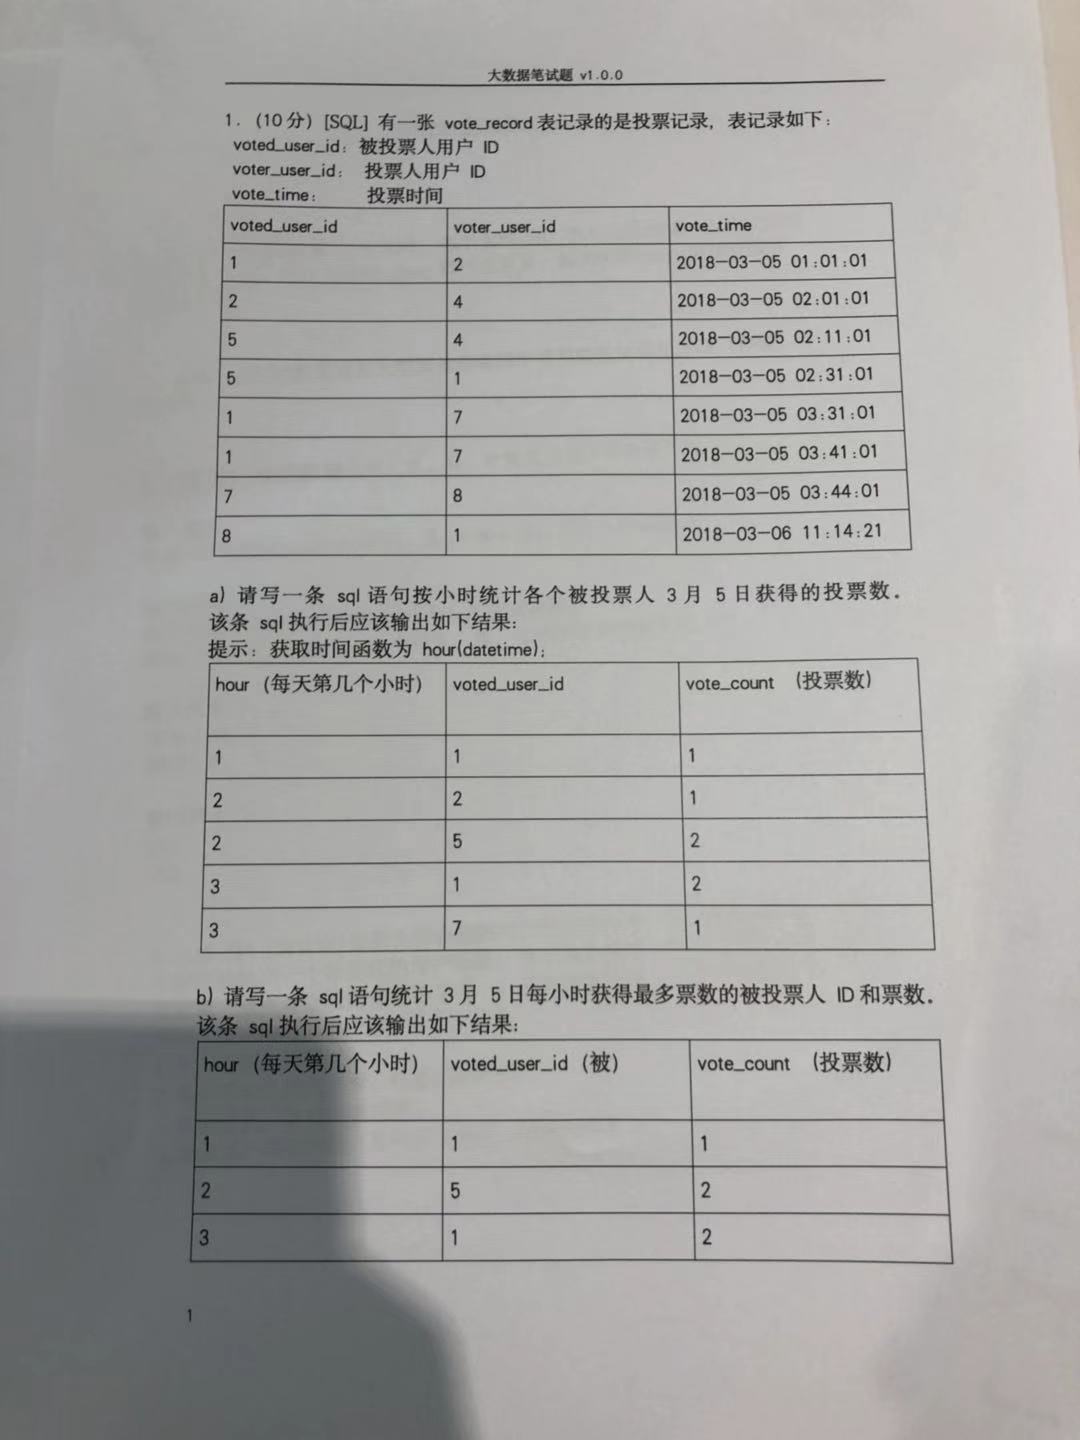 大数据笔试题 v1.0.0
1.（10分）[SQL] 有一张 vote_record 表记录的是投票记录，表记录如下：
voted_user_id：被投票人用户 ID
voter_user_id： 投票人用户 ID
vote_time： 投票时间
voted_user_id voter_user_id vote_time
1 2 2018-03-05 01:01:01
2 4 2018-03-05 02:01:01
5 4 2018-03-05 02:11:01
5 1 2018-03-05 02:31:01
1 7 2018-03-05 03:31:01
1 7 2018-03-05 03:41:01
7 8 2018-03-05 03:44:01
8 1 2018-03-06 11:14:21
a) 请写一条 sql 语句按小时统计各个被投票人 3 月 5 日获得的投票数。
该条 sql 执行后应该输出如下结果：
提示：获取时间函数为 hour(datetime);
hour（每天第几个小时） voted_user_id vote_count （投票数）
1 1 1
2 2 1
2 5 2
3 1 2
3 7 1
b) 请写一条 sql 语句统计 3 月 5 日每小时获得最多票数的被投票人 ID 和票数。
该条 sql 执行后应该输出如下结果：
hour（每天第几个小时） voted_user_id（被） vote_count （投票数）
1 1 1
2 5 2
3 1 2
1